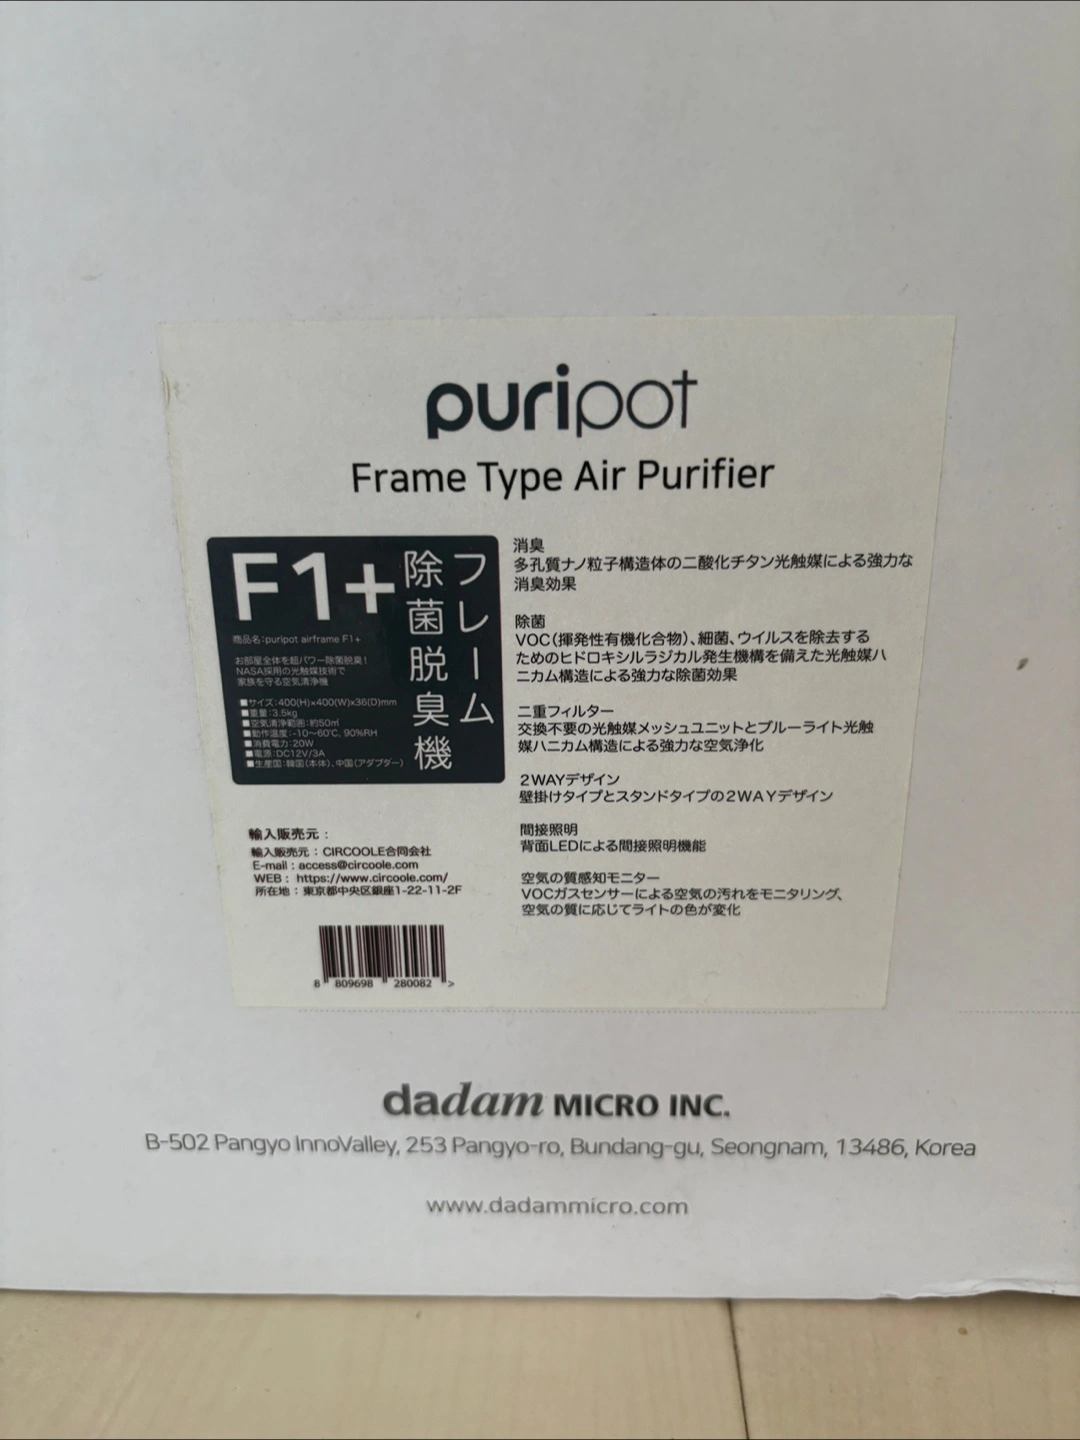 puripot
Frame Type Air Purifier
F1+
フレーム
除菌脱臭機
商品名:puripot airframe F1+
お部屋全体を超パワー除菌脱臭!
NASA採用の光触媒技術で
家族を守る空気清浄機
■サイズ:400(H)×400(W)×36(D)mm
■重量:3.5kg
■空気清浄範囲:約50㎡
■動作温度:-10~60℃, 90%RH
■消費電力:20W
■電源:DC12V/3A
■生産国:韓国(本体)、中国(アダプター)
輸入販売元:
輸入販売元:CIRCOOLE合同会社
E-mail : access@circoole.com
WEB : https://www.circoole.com/
所在地:東京都中央区銀座1-22-11-2F
8 809698 280082 >
消臭
多孔質ナノ粒子構造体の二酸化チタン光触媒による強力な
消臭効果
除菌
VOC(揮発性有機化合物)、細菌、ウイルスを除去する
ためのヒドロキシルラジカル発生機構を備えた光触媒ハ
ニカム構造による強力な除菌効果
二重フィルター
交換不要の光触媒メッシュユニットとブルーライト光触
媒ハニカム構造による強力な空気浄化
2WAYデザイン
壁掛けタイプとスタンドタイプの2WAYデザイン
間接照明
背面LEDによる間接照明機能
空気の質感知モニター
VOCガスセンサーによる空気の汚れをモニタリング、
空気の質に応じてライトの色が変化
dadam MICRO INC.
B-502 Pangyo InnoValley, 253 Pangyo-ro, Bundang-gu, Seongnam, 13486, Korea
www.dadammicro.com